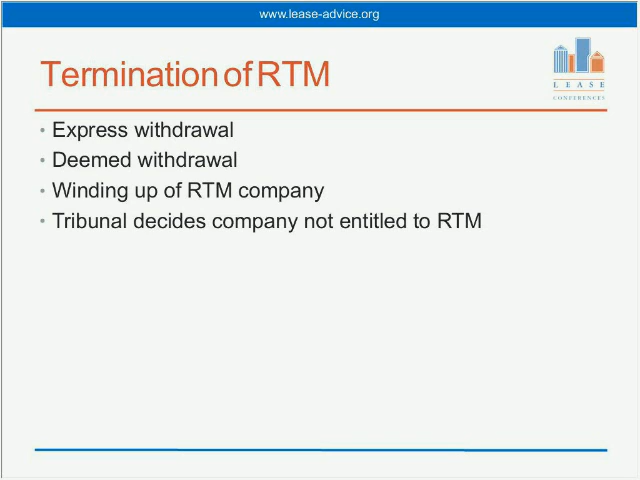 www.lease-advice.org
Termination of RTM
LEASE
CONFERENCES
• Express withdrawal
• Deemed withdrawal
• Winding up of RTM company
• Tribunal decides company not entitled to RTM